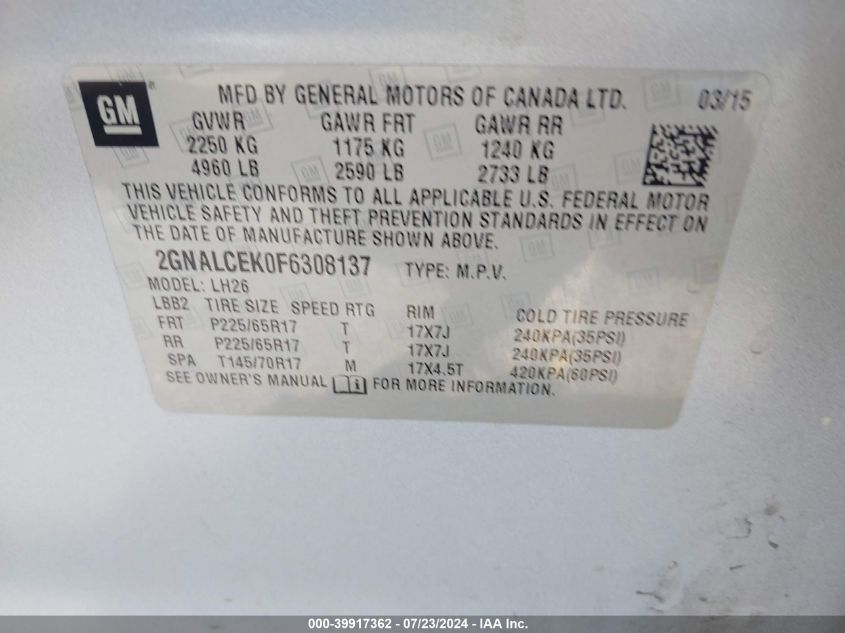 GM ®
MFD BY GENERAL MOTORS OF CANADA LTD. 03/15
GVWR GAWR FRT GAWR RR
2250 KG 1175 KG 1240 KG
4960 LB 2590 LB 2733 LB
THIS VEHICLE CONFORMS TO ALL APPLICABLE U.S. FEDERAL MOTOR
VEHICLE SAFETY AND THEFT PREVENTION STANDARDS IN EFFECT ON
THE DATE OF MANUFACTURE SHOWN ABOVE.
2GNALCEK0F6308137 TYPE: M.P.V.
MODEL: LH26
LBB2 TIRE SIZE SPEED RTG RIM COLD TIRE PRESSURE
FRT P225/65R17 T 17X7J 240KPA(35PSI)
RR P225/65R17 T 17X7J 240KPA(35PSI)
SPA T145/70R17 M 17X4.5T 420KPA(60PSI)
SEE OWNER'S MANUAL i FOR MORE INFORMATION.
000-39917362 - 07/23/2024 - IAA Inc.